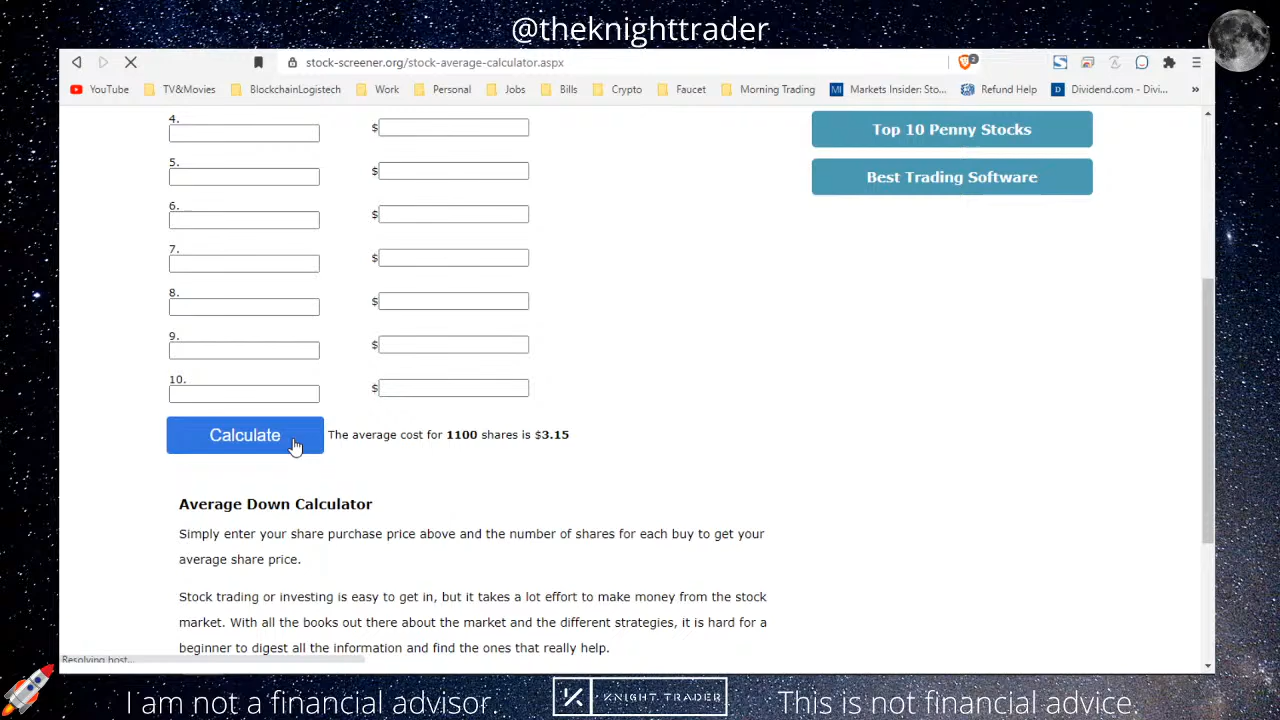 @theknighttrader
stock-screener.org/stock-average-calculator.aspx
2
YouTube TV&Movies BlockchainLogistech Work Personal Jobs Bills Crypto Faucet Morning Trading MI Markets Insider: Sto... Refund Help D Dividend.com - Divi... »
4.
$
Top 10 Penny Stocks
5.
$
Best Trading Software
6.
$
7.
$
8.
$
9.
$
10.
$
Calculate The average cost for 1100 shares is $3.15
Average Down Calculator
Simply enter your share purchase price above and the number of shares for each buy to get your
average share price.
Stock trading or investing is easy to get in, but it takes a lot effort to make money from the stock
market. With all the books out there about the market and the different strategies, it is hard for a
beginner to digest all the information and find the ones that really help.
Resolving host...
I am not a financial advisor. KNIGHT TRADER This is not financial advice.